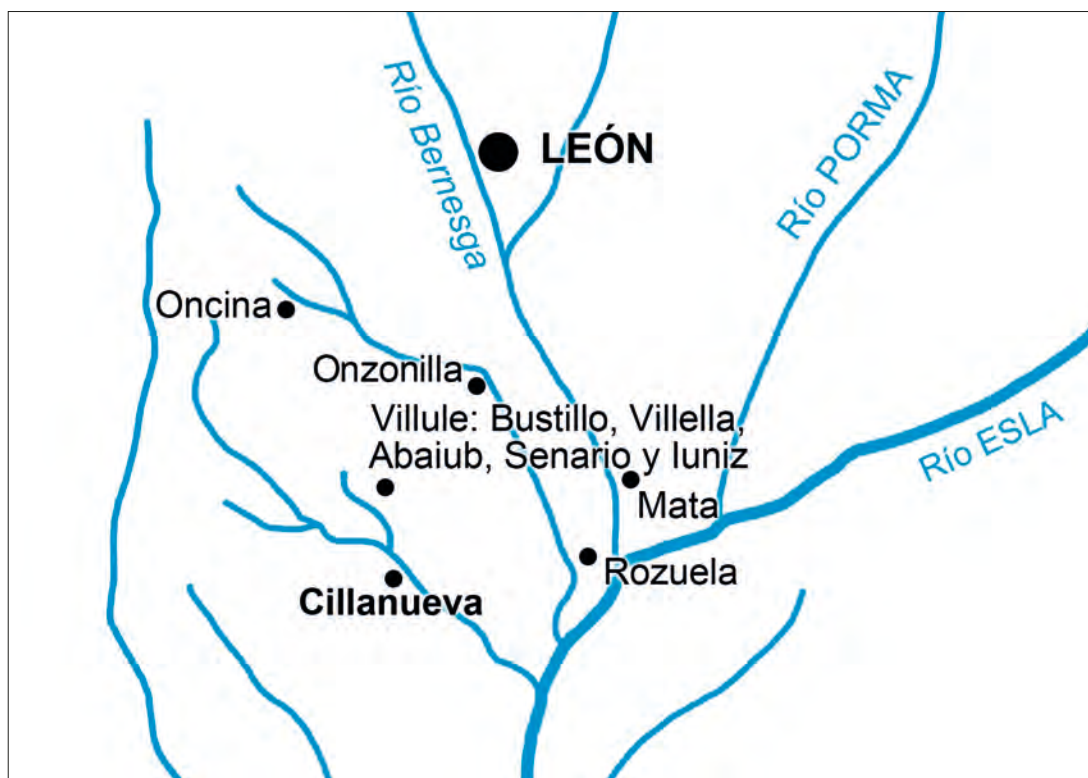 Río Bernesga
LEÓN
Río PORMA
Oncina
Onzonilla
Villule: Bustillo, Villella,
Abaiub, Senario y Iuniz
Río ESLA
Mata
Rozuela
Cillanueva